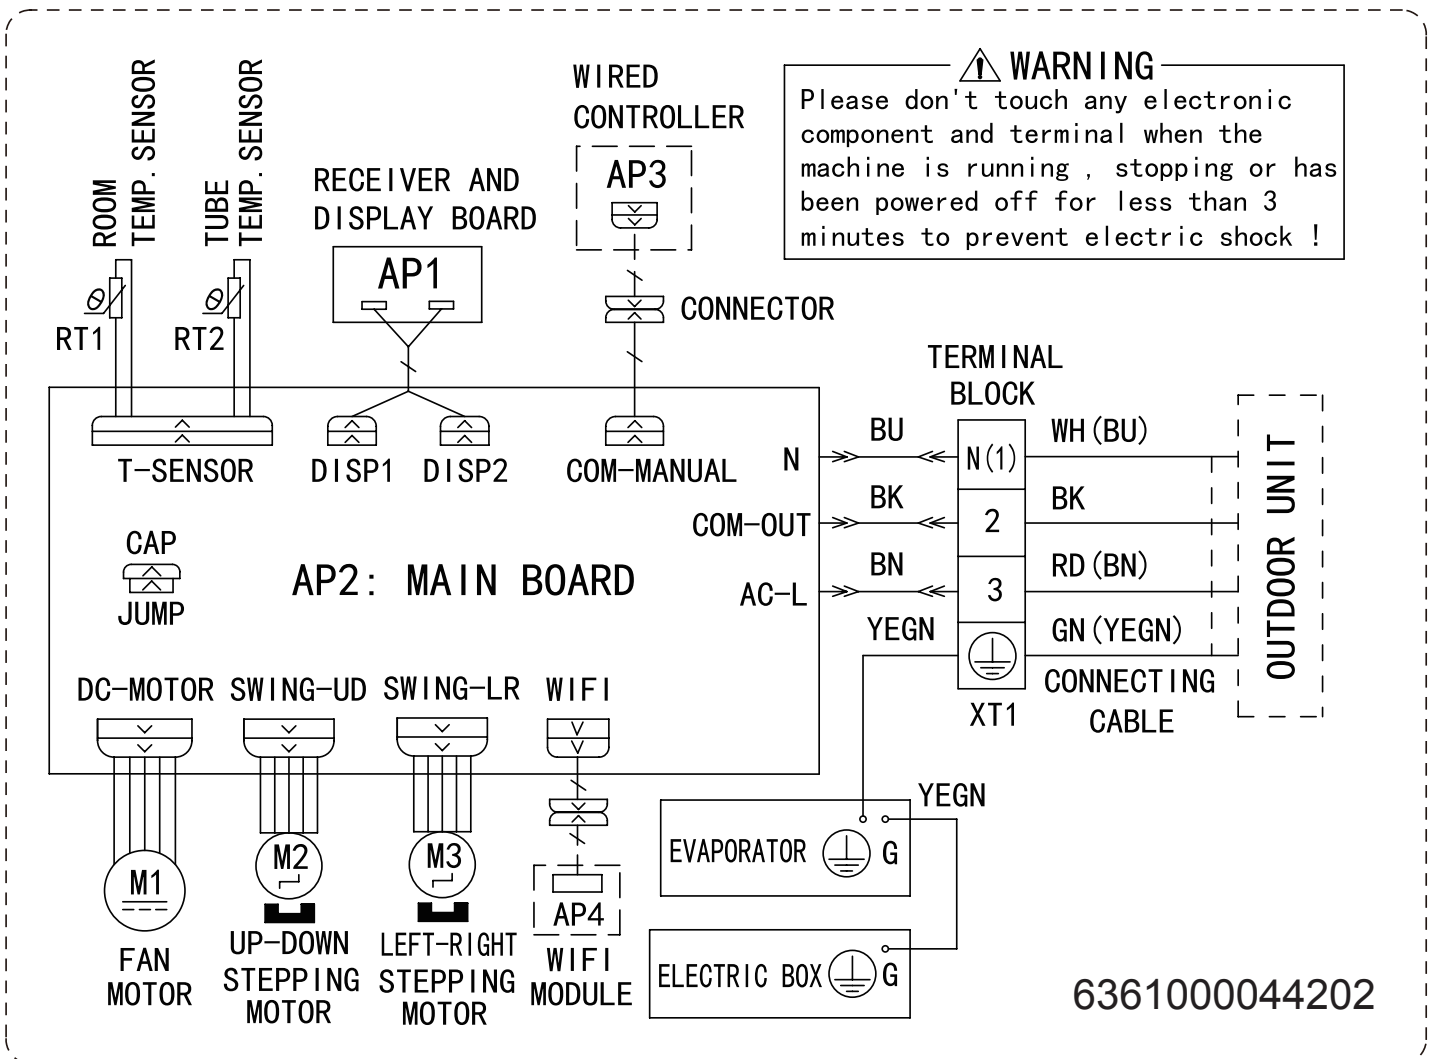 ROOM
TEMP. SENSOR
TUBE
TEMP. SENSOR
RT1
RT2
RECEIVER AND
DISPLAY BOARD
AP1
WIRED
CONTROLLER
AP3
CONNECTOR
WARNING
Please don't touch any electronic
component and terminal when the
machine is running , stopping or has
been powered off for less than 3
minutes to prevent electric shock !
T-SENSOR
DISP1
DISP2
COM-MANUAL
N
COM-OUT
AC-L
CAP
JUMP
AP2: MAIN BOARD
BU
BK
BN
YEGN
TERMINAL
BLOCK
N(1)
2
3
XT1
WH(BU)
BK
RD(BN)
GN(YEGN)
CONNECTING
CABLE
OUTDOOR UNIT
DC-MOTOR
SWING-UD
SWING-LR
WIFI
M1
FAN
MOTOR
M2
UP-DOWN
STEPPING
MOTOR
M3
LEFT-RIGHT
STEPPING
MOTOR
AP4
WIFI
MODULE
EVAPORATOR
G
YEGN
ELECTRIC BOX
G
6361000044202